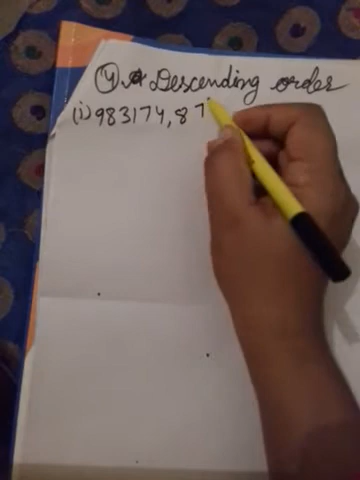 (4) Descending order
(i) 983174, 87